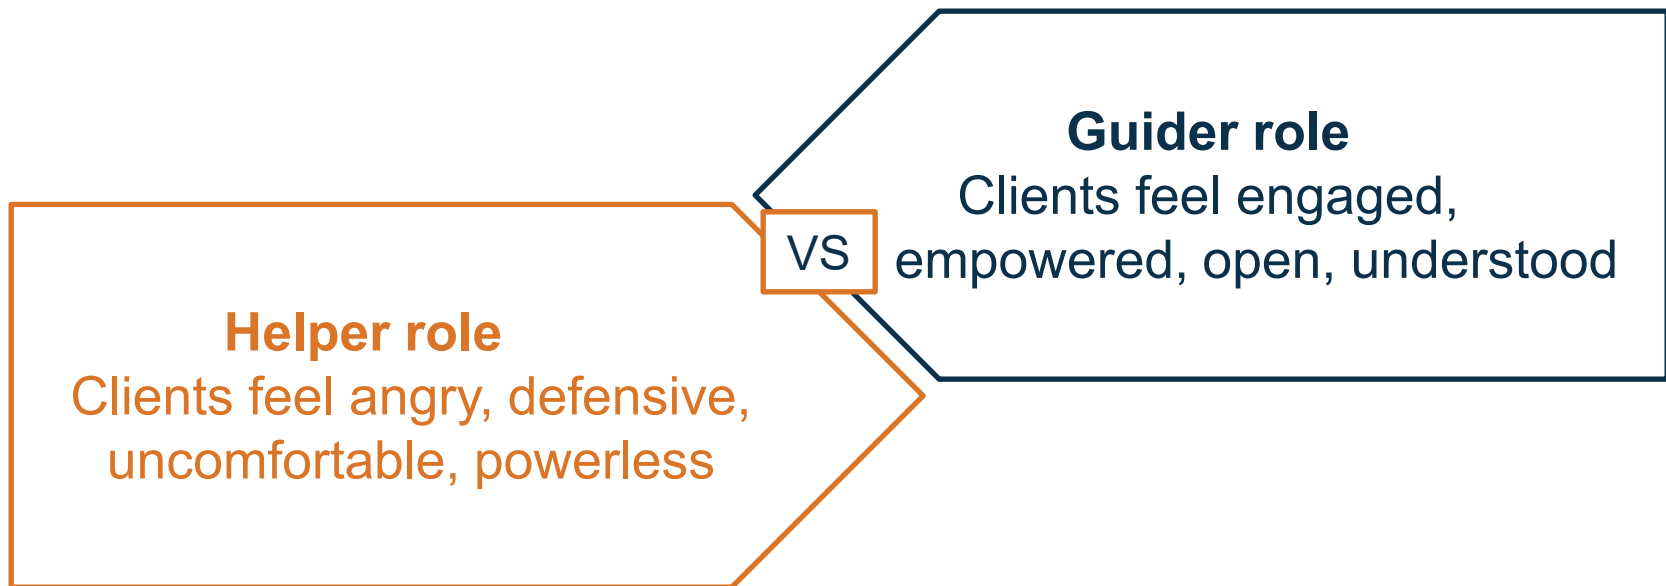 Helper role
Clients feel angry, defensive,
uncomfortable, powerless
VS
Guider role
Clients feel engaged,
empowered, open, understood